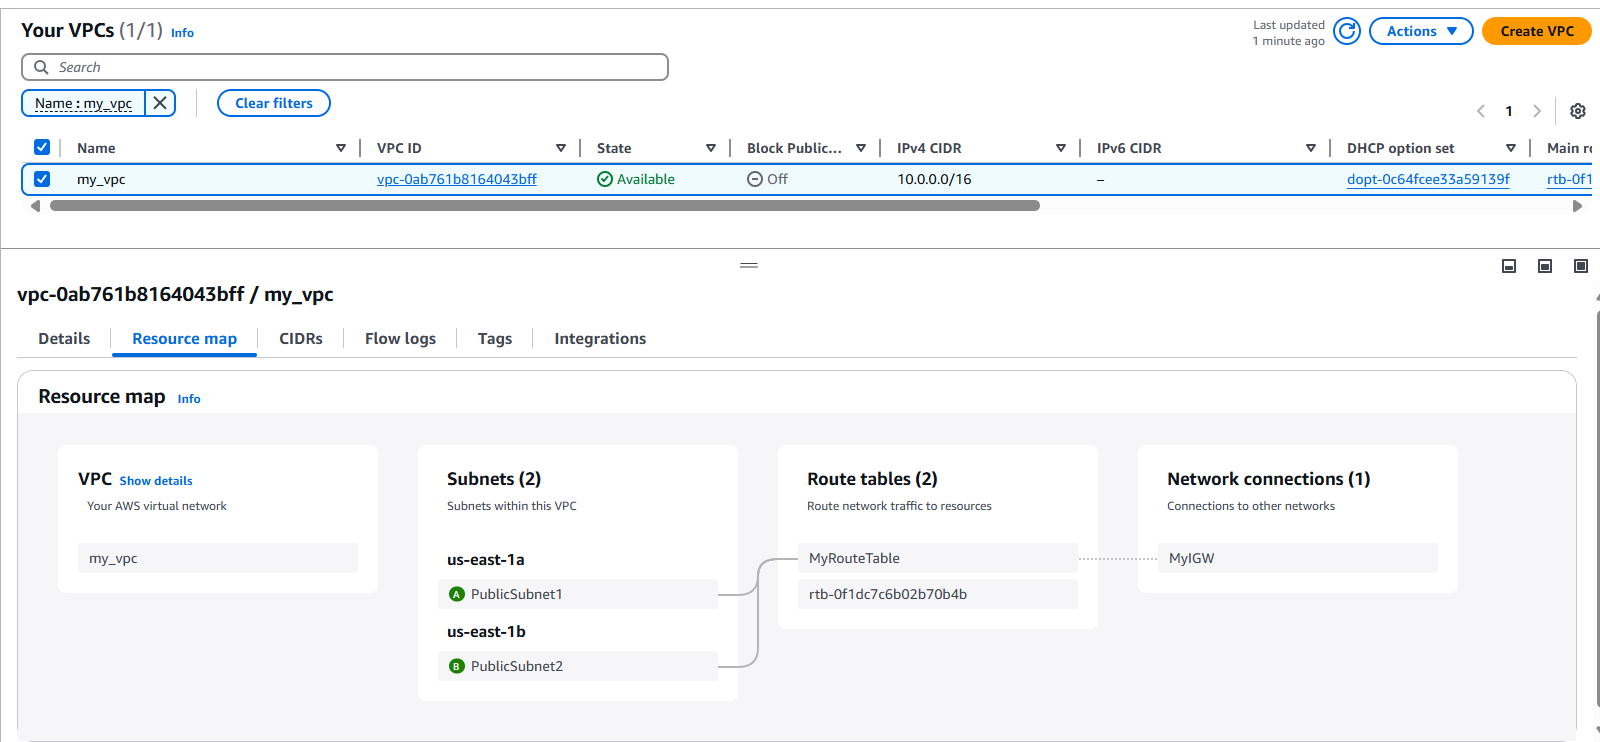 Your VPCs (1/1) Info
Last updated
1 minute ago
Actions
Create VPC
Search
Name : my_vpc
Clear filters
1
Name VPC ID State Block Public... IPv4 CIDR IPv6 CIDR DHCP option set Main ro
my_vpc vpc-0ab761b8164043bff Available Off 10.0.0.0/16 – dopt-0c64fcee33a59139f rtb-0f1
vpc-0ab761b8164043bff / my_vpc
Details Resource map CIDRs Flow logs Tags Integrations
Resource map Info
VPC Show details
Your AWS virtual network
my_vpc
Subnets (2)
Subnets within this VPC
us-east-1a
A PublicSubnet1
us-east-1b
B PublicSubnet2
Route tables (2)
Route network traffic to resources
MyRouteTable
rtb-0f1dc7c6b02b70b4b
Network connections (1)
Connections to other networks
MyIGW